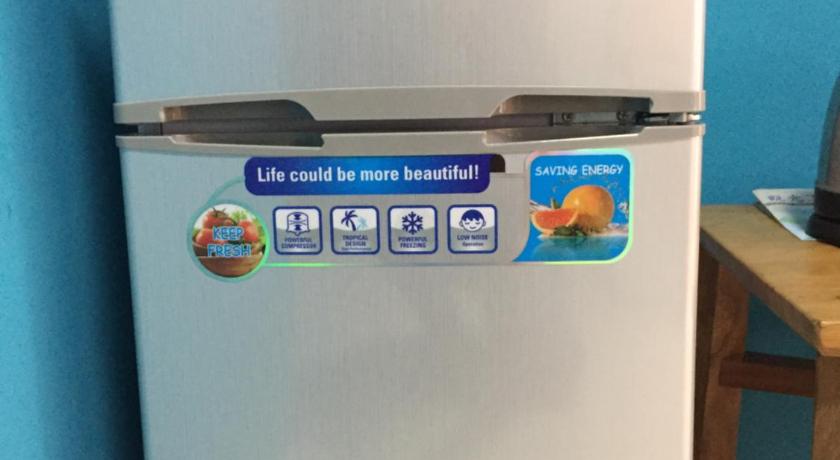 Life could be more beautiful!
SAVING ENERGY
KEEP
FRESH
POWERFUL
COMPRESSOR
TROPICAL
DESIGN
POWERFUL
FREEZING
LOW NOISE
Operation